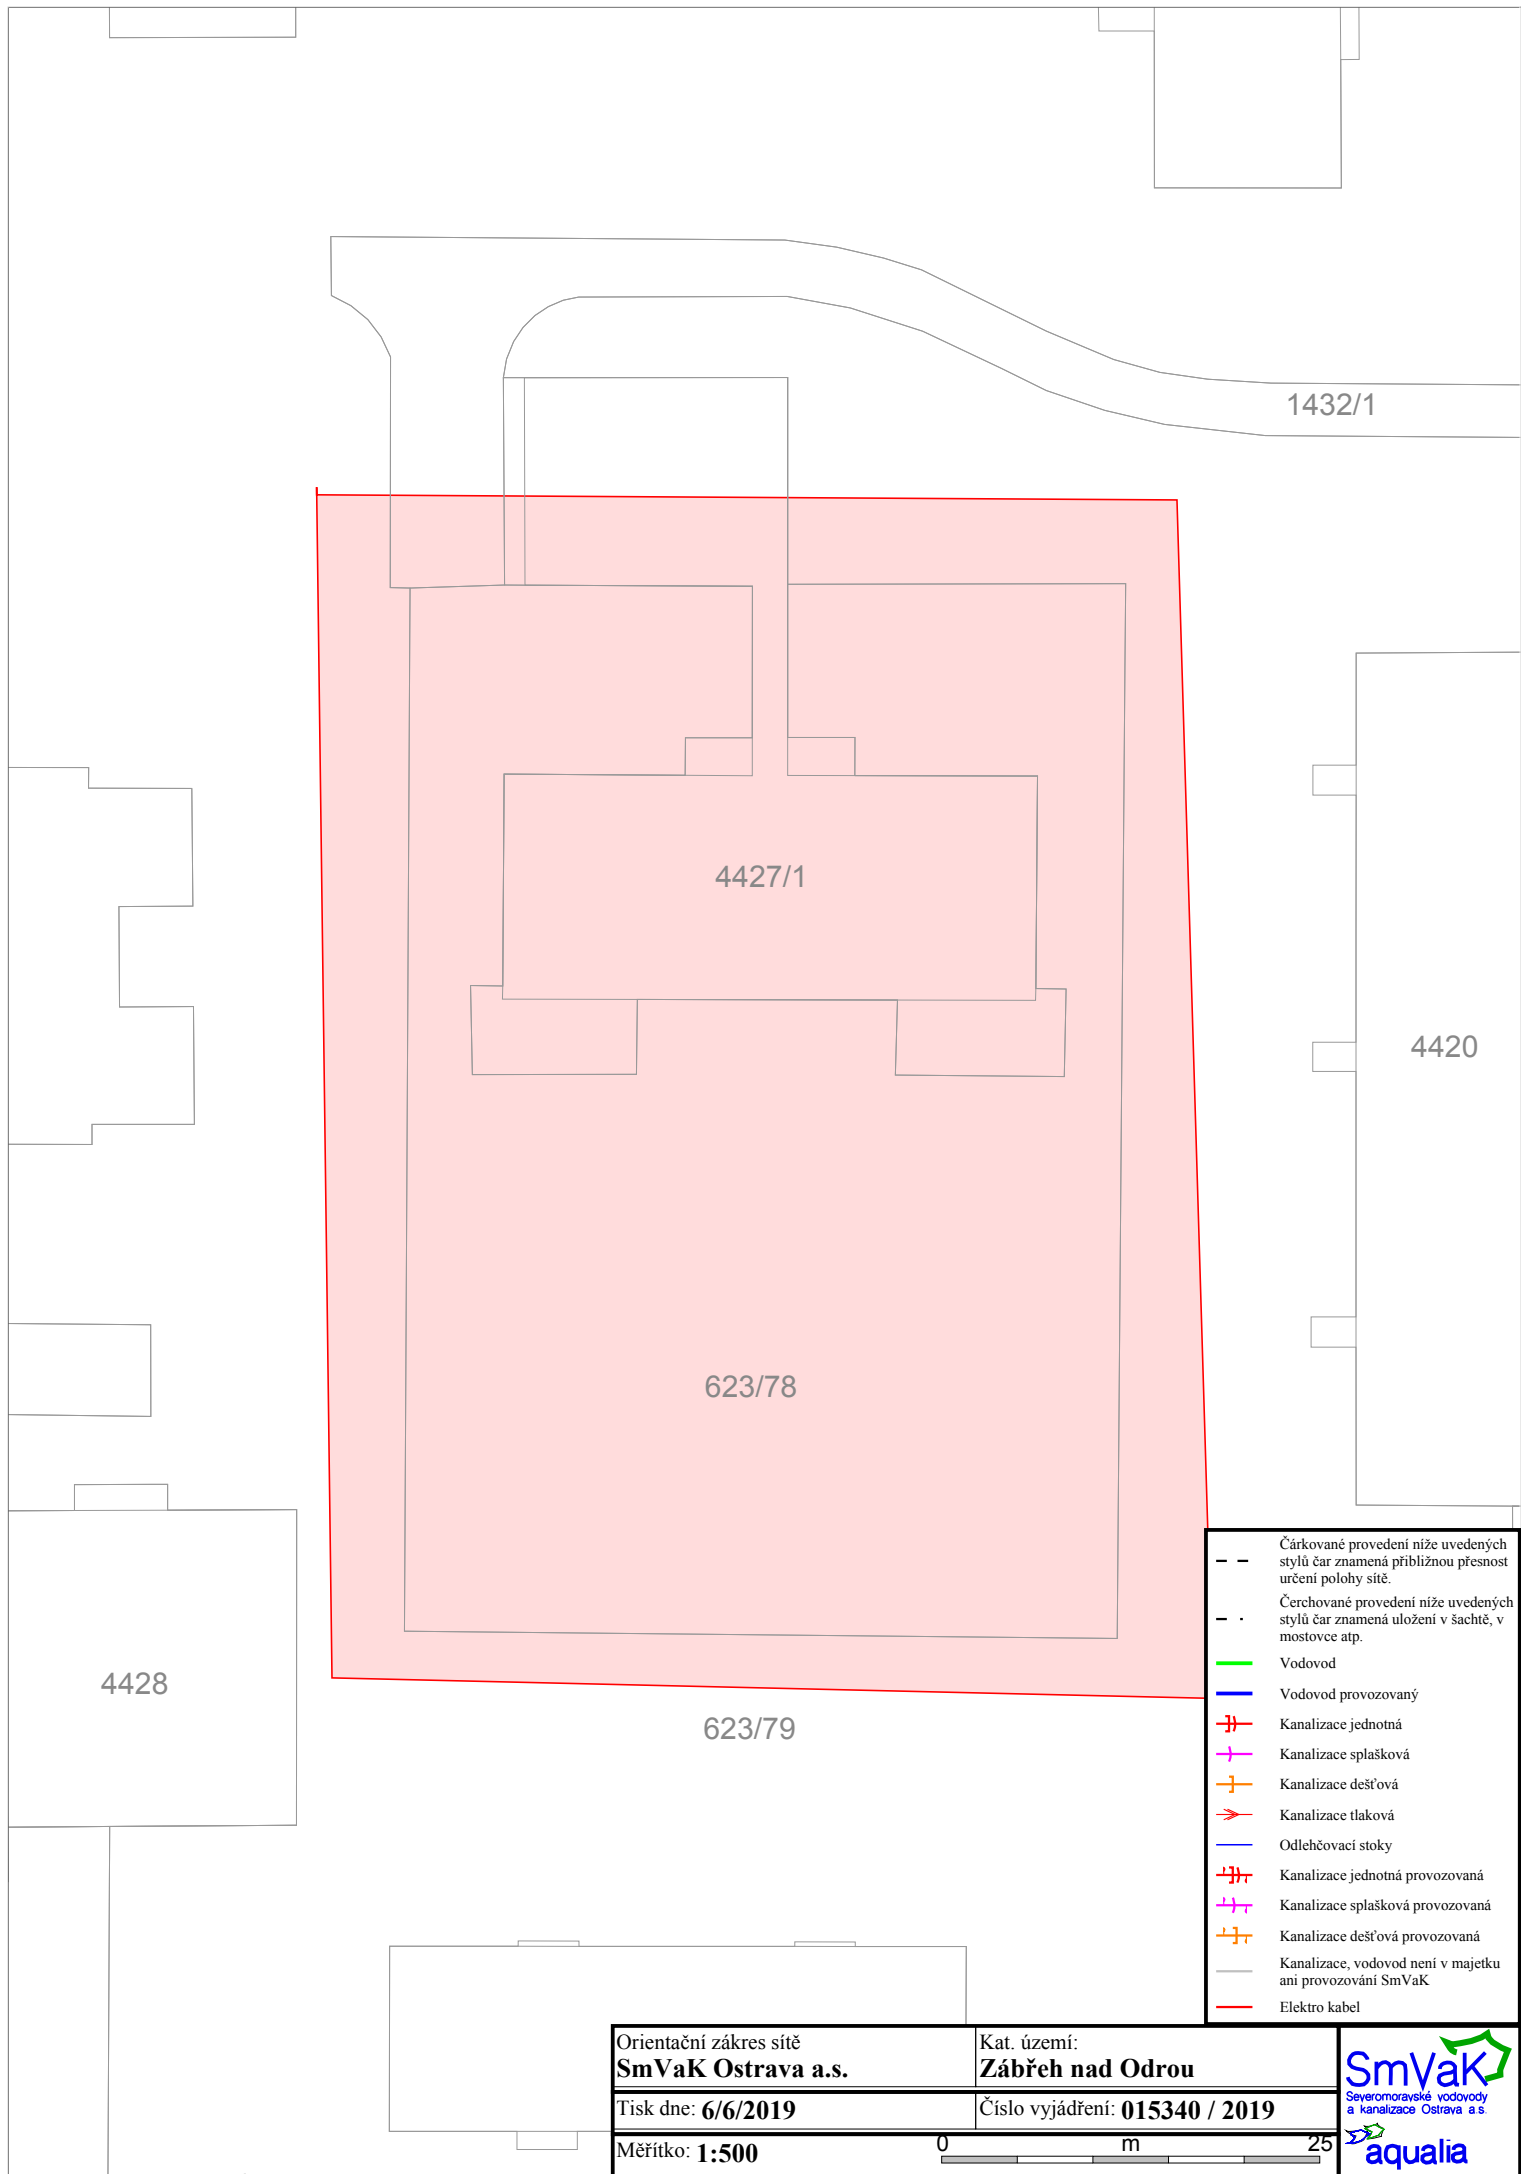 1432/1
4427/1
4420
623/78
4428
623/79
Čárkované provedení níže uvedených
stylů čar znamená přibližnou přesnost
určení polohy sítě.
Čerchované provedení níže uvedených
stylů čar znamená uložení v šachtě, v
mostovce atp.
Vodovod
Vodovod provozovaný
Kanalizace jednotná
Kanalizace splašková
Kanalizace dešťová
Kanalizace tlaková
Odlehčovací stoky
Kanalizace jednotná provozovaná
Kanalizace splašková provozovaná
Kanalizace dešťová provozovaná
Kanalizace, vodovod není v majetku
ani provozování SmVaK
Elektro kabel
Orientační zákres sítě
SmVaK Ostrava a.s.
Kat. území:
Zábřeh nad Odrou
Tisk dne: 6/6/2019
Číslo vyjádření: 015340 / 2019
Měřítko: 1:500
0 m 25
SmVaK
Severomoravské vodovody
a kanalizace Ostrava a.s.
aqualia